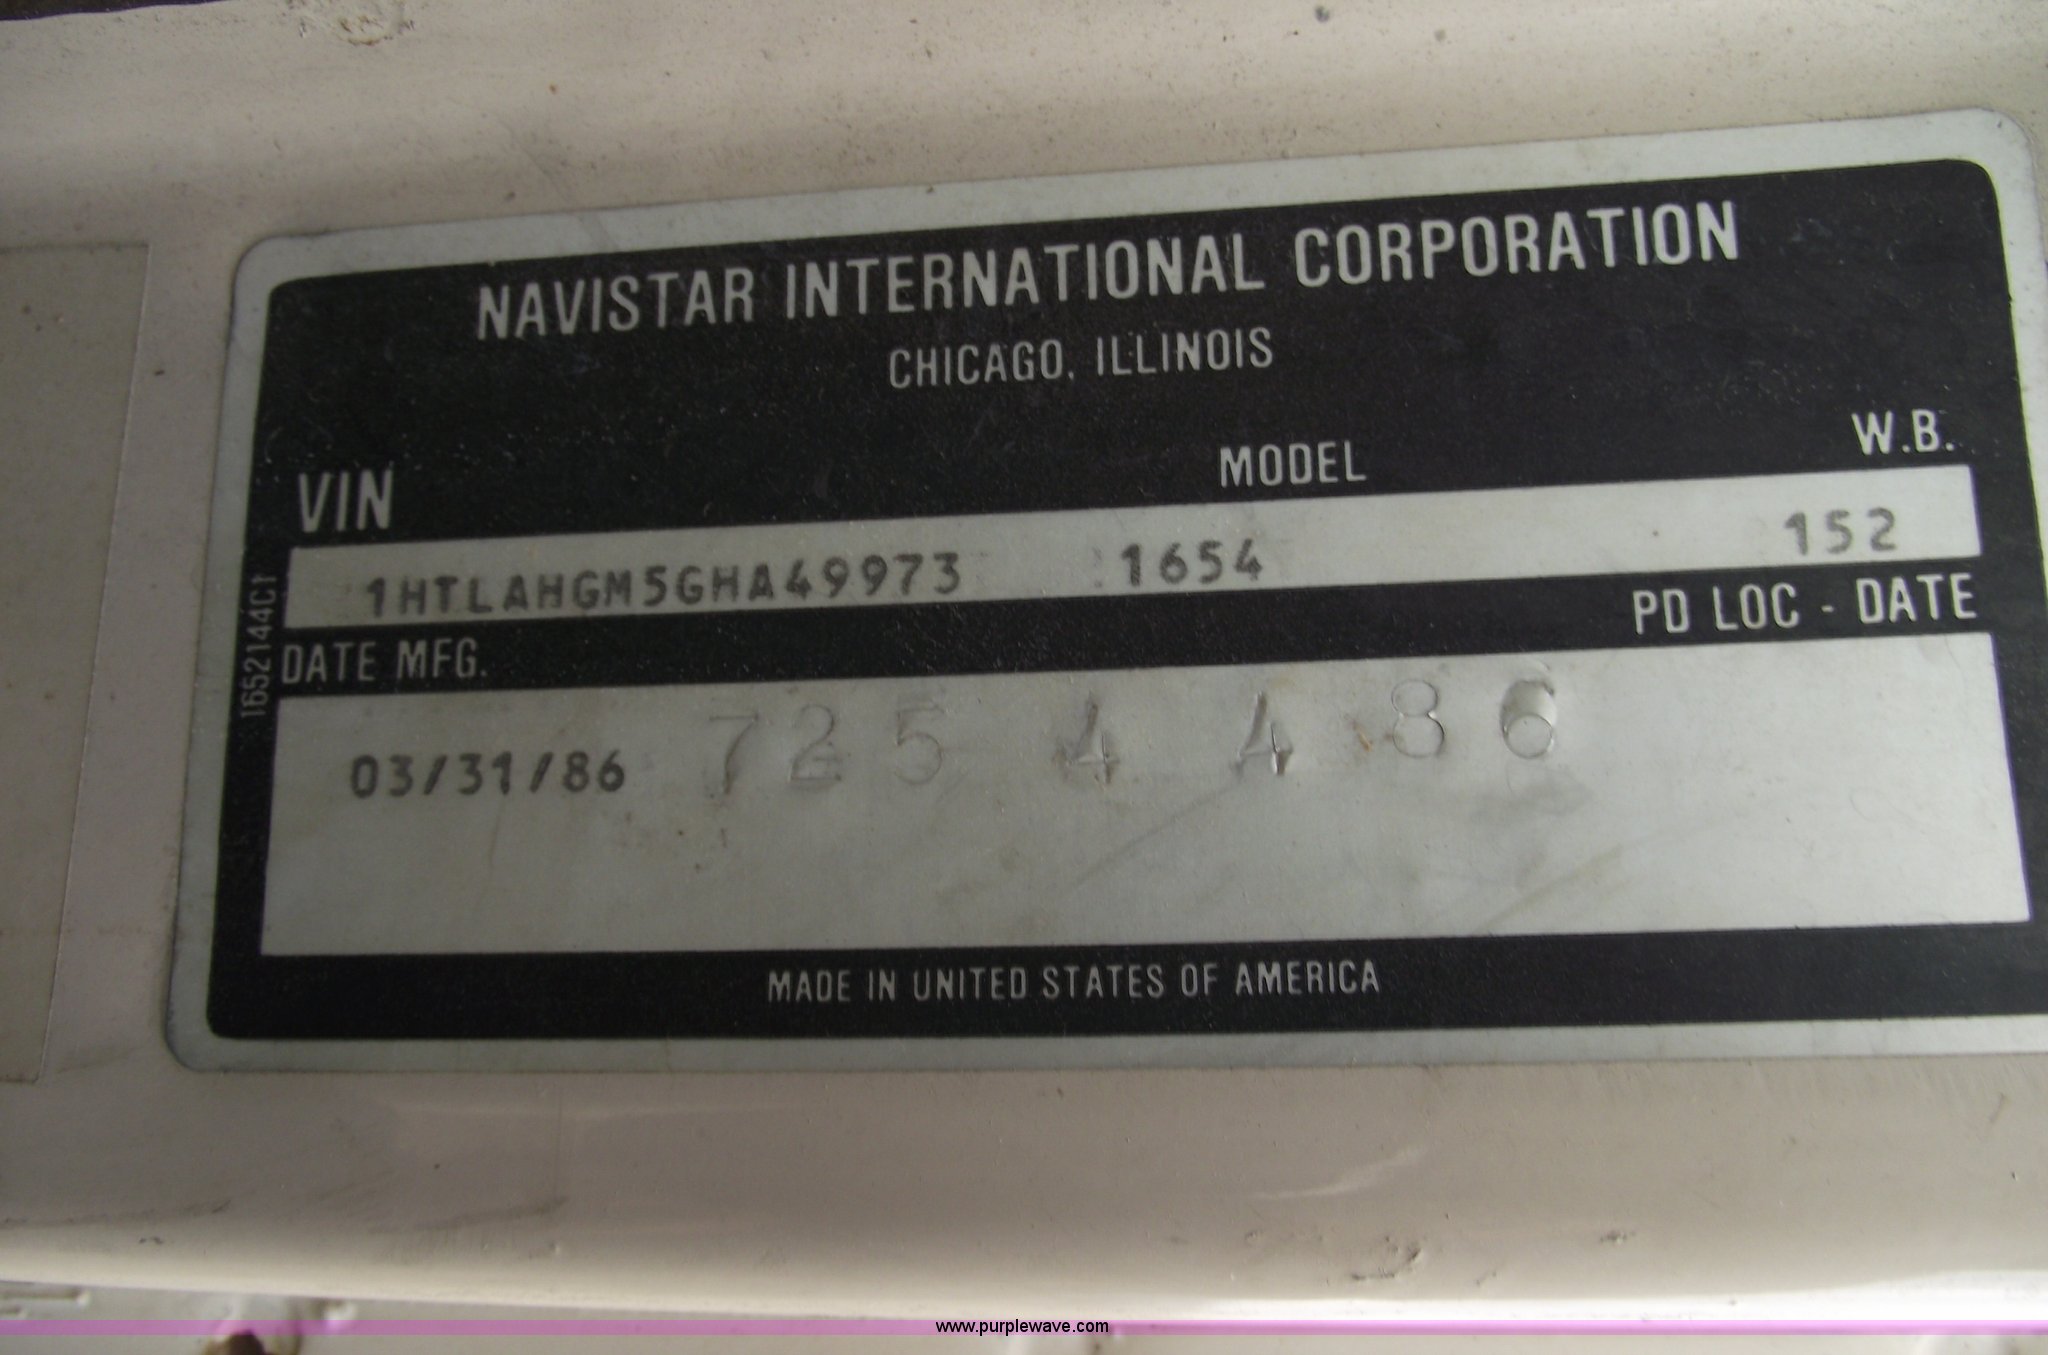 NAVISTAR INTERNATIONAL CORPORATION
CHICAGO, ILLINOIS
VIN MODEL W.B.
1HTLAHGM5GHA49973 1654 152
DATE MFG. PD LOC - DATE
03/31/86 725 4 4 86
MADE IN UNITED STATES OF AMERICA
1652144C1
www.purplewave.com